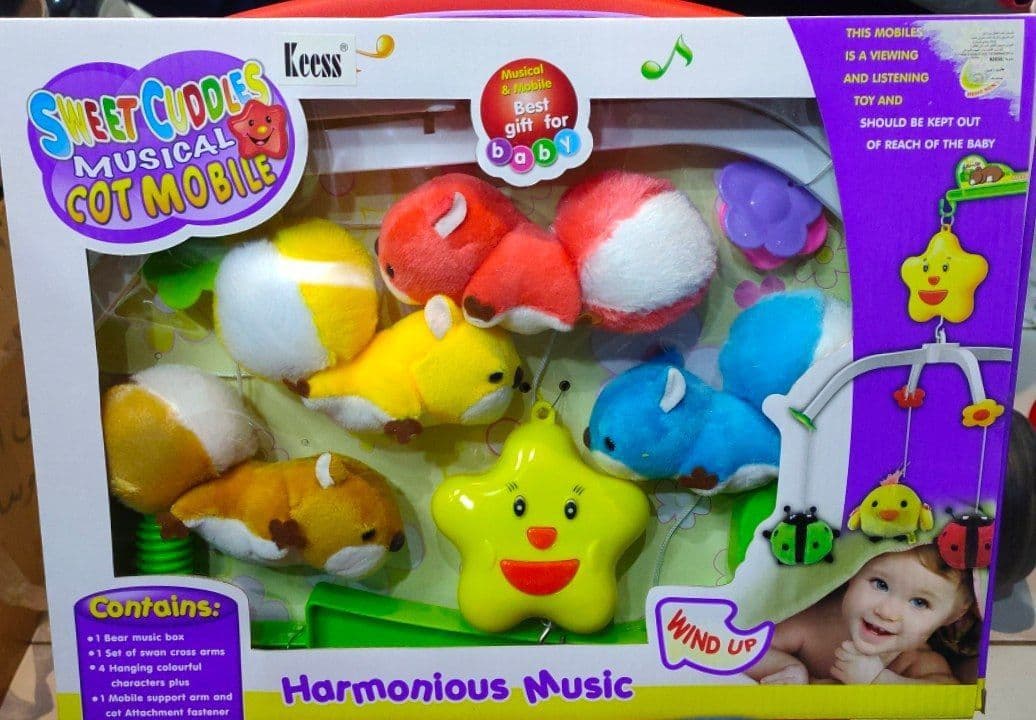 SWEET CUDDLES
MUSICAL
COT MOBILE
Keess®
Musical
& Mobile
Best
gift for
baby
THIS MOBILES
IS A VIEWING
AND LISTENING
TOY AND
SHOULD BE KEPT OUT
OF REACH OF THE BABY
Contains:
•1 Bear music box
•1 Set of swan cross arms
•4 Hanging colourful
characters plus
•1 Mobile support arm and
cot Attachment fastener
WIND UP
Harmonious Music